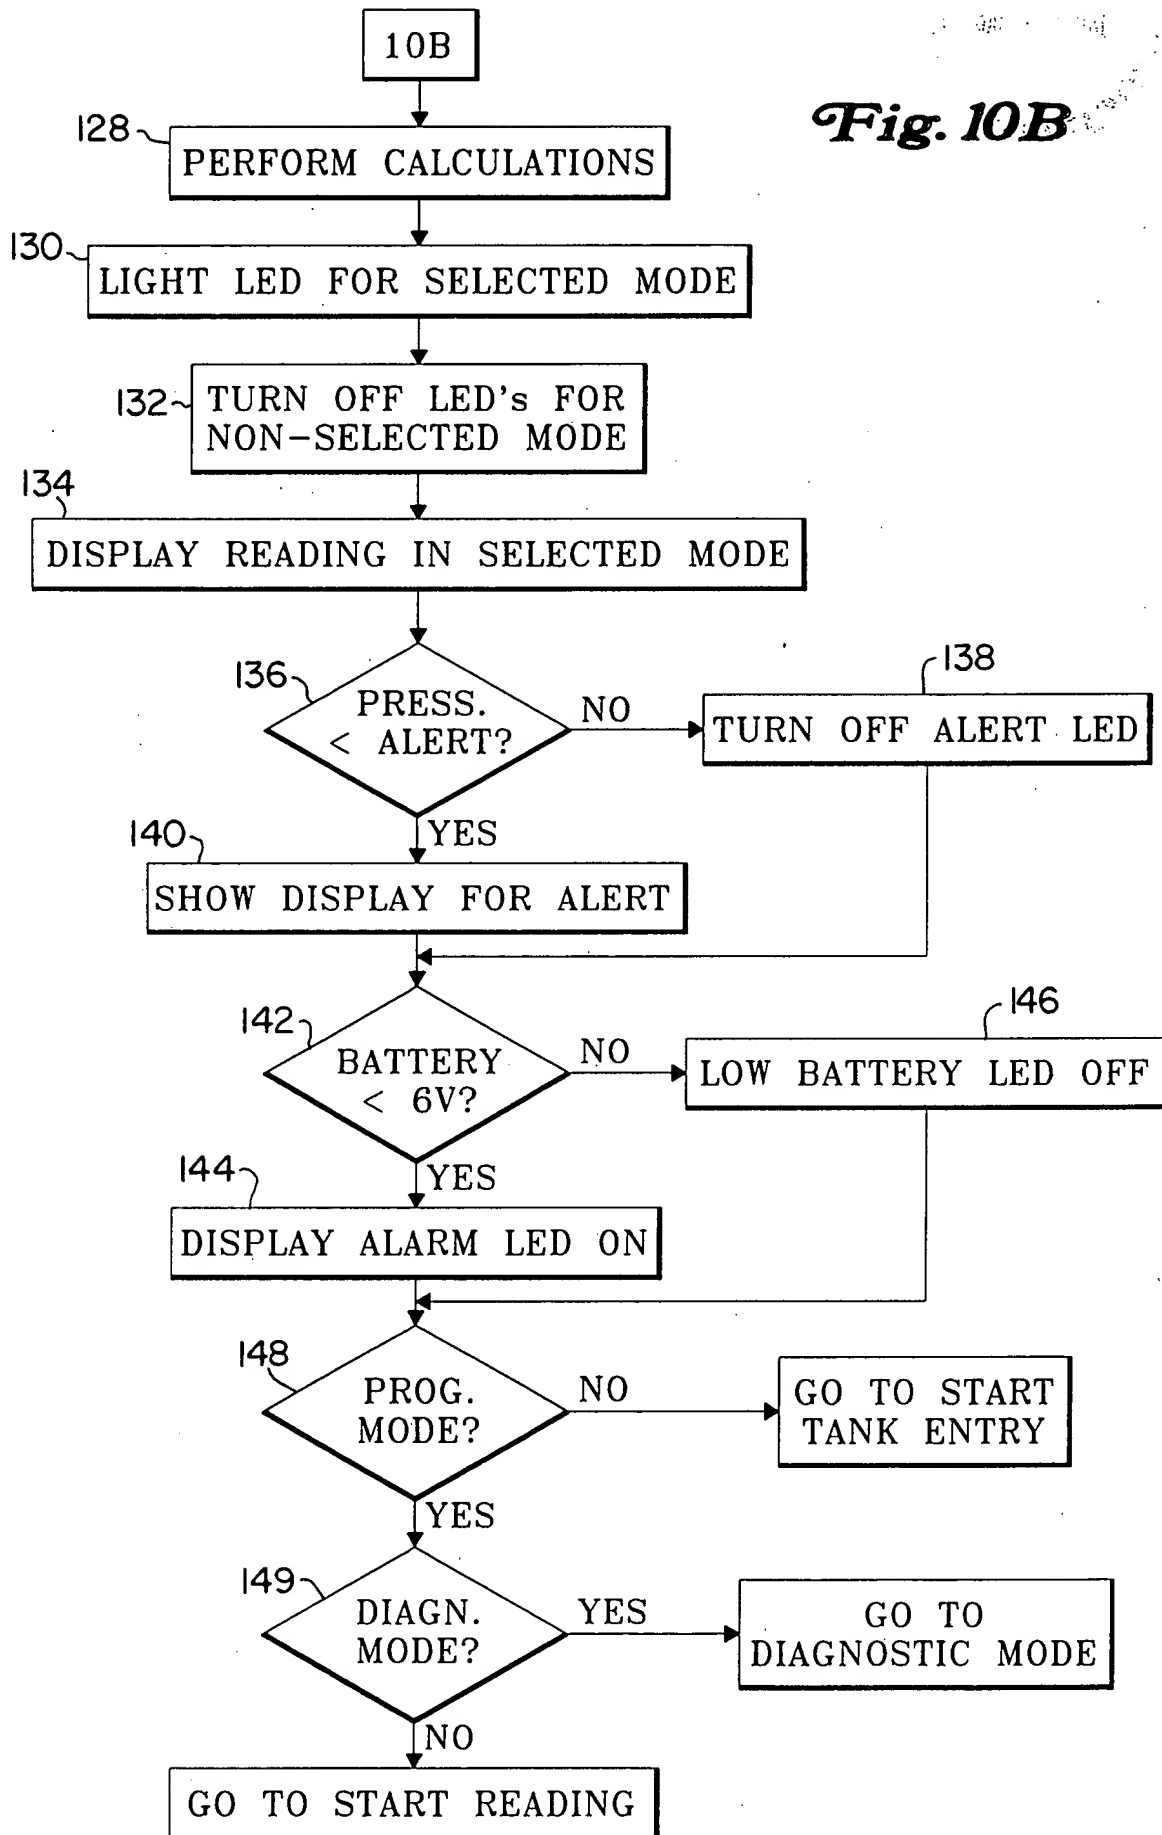 10B
Fig. 10B
128
PERFORM CALCULATIONS
130
LIGHT LED FOR SELECTED MODE
132
TURN OFF LED's FOR
NON-SELECTED MODE
134
DISPLAY READING IN SELECTED MODE
136
PRESS.
< ALERT?
NO
138
TURN OFF ALERT LED
YES
140
SHOW DISPLAY FOR ALERT
142
BATTERY
< 6V?
NO
146
LOW BATTERY LED OFF
YES
144
DISPLAY ALARM LED ON
148
PROG.
MODE?
NO
GO TO START
TANK ENTRY
YES
149
DIAGN.
MODE?
YES
GO TO
DIAGNOSTIC MODE
NO
GO TO START READING